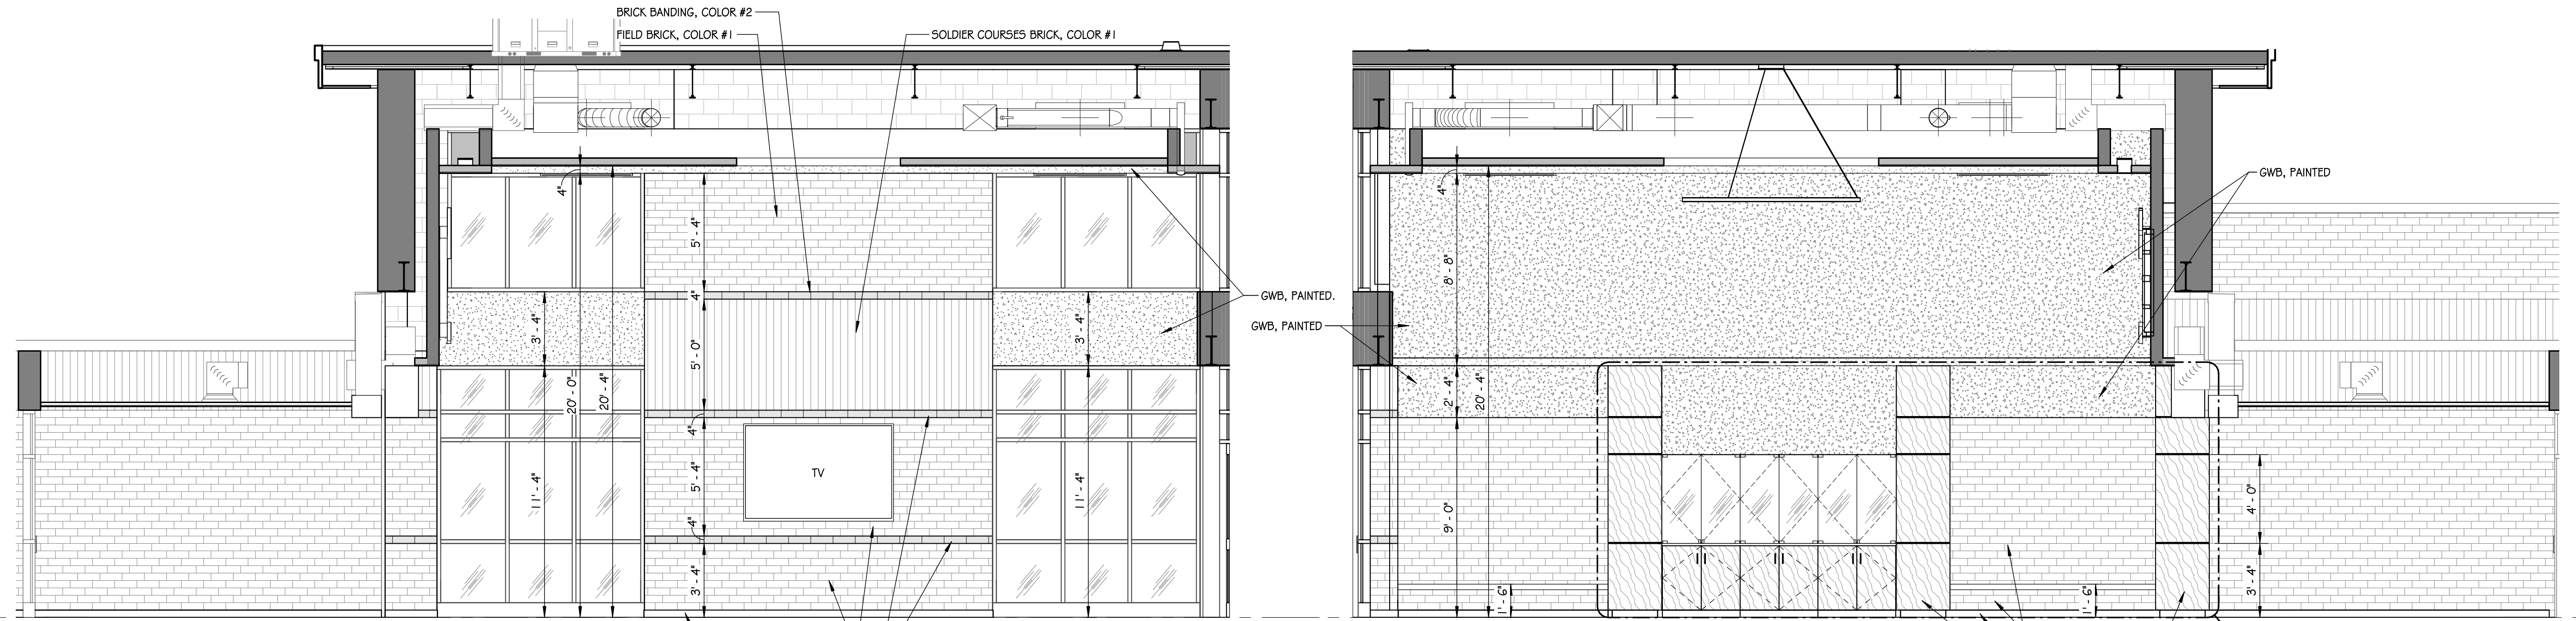 BRICK BANDING, COLOR #2
FIELD BRICK, COLOR #1
SOLDIER COURSES BRICK, COLOR #1
4"
5' - 4"
4"
5' - 0"
4"
5' - 4"
4"
3' - 4"
3' - 4"
11' - 4"
20' - 0"
20' - 4"
TV
3' - 4"
11' - 4"
GWB, PAINTED.
GWB, PAINTED
GWB, PAINTED
4"
8' - 8"
2' - 4"
20' - 4"
9' - 0"
1' - 6"
1' - 6"
4' - 0"
3' - 4"